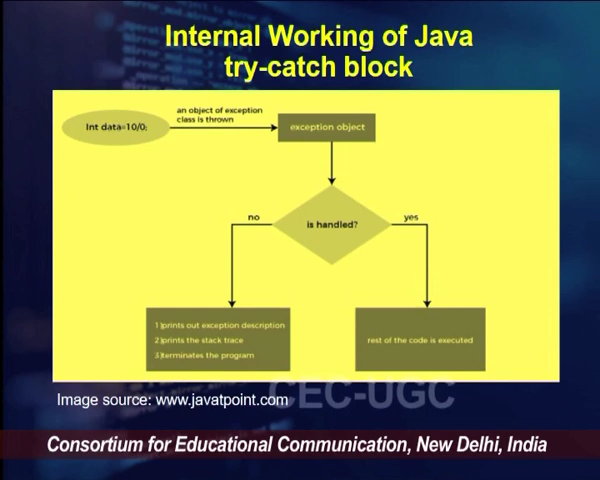 Internal Working of Java
try-catch block
an object of exception
class is thrown
Int data=10/0;
exception object
is handled?
no
yes
1)prints out exception description
2)prints the stack trace
3)terminates the program
rest of the code is executed
Image source: www.javatpoint.com
CEC-UGC
Consortium for Educational Communication, New Delhi, India